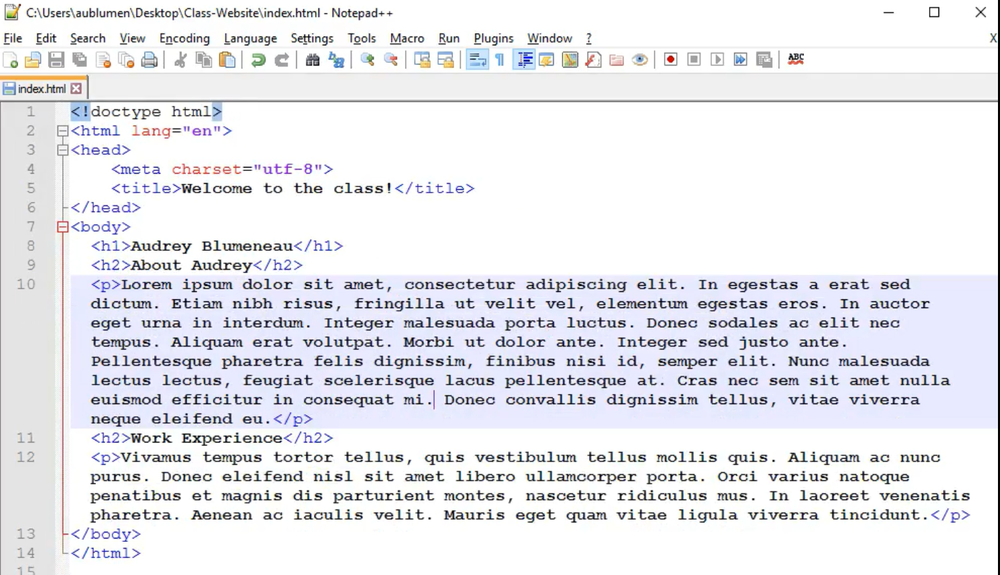 C:\Users\aublumen\Desktop\Class-Website\index.html - Notepad++
File Edit Search View Encoding Language Settings Tools Macro Run Plugins Window ? X
ABC
index.html
1 <!doctype html>
2 <html lang="en">
3 <head>
4 <meta charset="utf-8">
5 <title>Welcome to the class!</title>
6 </head>
7 <body>
8 <h1>Audrey Blumeneau</h1>
9 <h2>About Audrey</h2>
10 <p>Lorem ipsum dolor sit amet, consectetur adipiscing elit. In egestas a erat sed
dictum. Etiam nibh risus, fringilla ut velit vel, elementum egestas eros. In auctor
eget urna in interdum. Integer malesuada porta luctus. Donec sodales ac elit nec
tempus. Aliquam erat volutpat. Morbi ut dolor ante. Integer sed justo ante.
Pellentesque pharetra felis dignissim, finibus nisi id, semper elit. Nunc malesuada
lectus lectus, feugiat scelerisque lacus pellentesque at. Cras nec sem sit amet nulla
euismod efficitur in consequat mi. Donec convallis dignissim tellus, vitae viverra
neque eleifend eu.</p>
11 <h2>Work Experience</h2>
12 <p>Vivamus tempus tortor tellus, quis vestibulum tellus mollis quis. Aliquam ac nunc
purus. Donec eleifend nisl sit amet libero ullamcorper porta. Orci varius natoque
penatibus et magnis dis parturient montes, nascetur ridiculus mus. In laoreet venenatis
pharetra. Aenean ac iaculis velit. Mauris eget quam vitae ligula viverra tincidunt.</p>
13 </body>
14 </html>
15